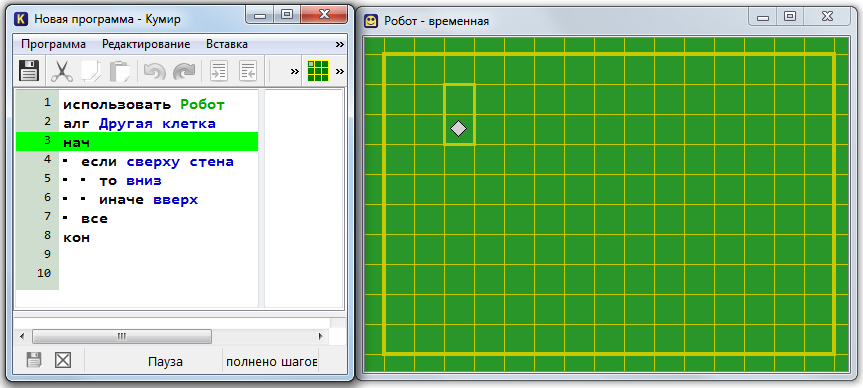 Новая программа - Кумир
Программа Редактирование Вставка »
» »
1 использовать Робот
2 алг Другая клетка
3 нач
4 если сверху стена
5 то вниз
6 иначе вверх
7 все
8 кон
9
10
Пауза полнено шагов
Робот - временная